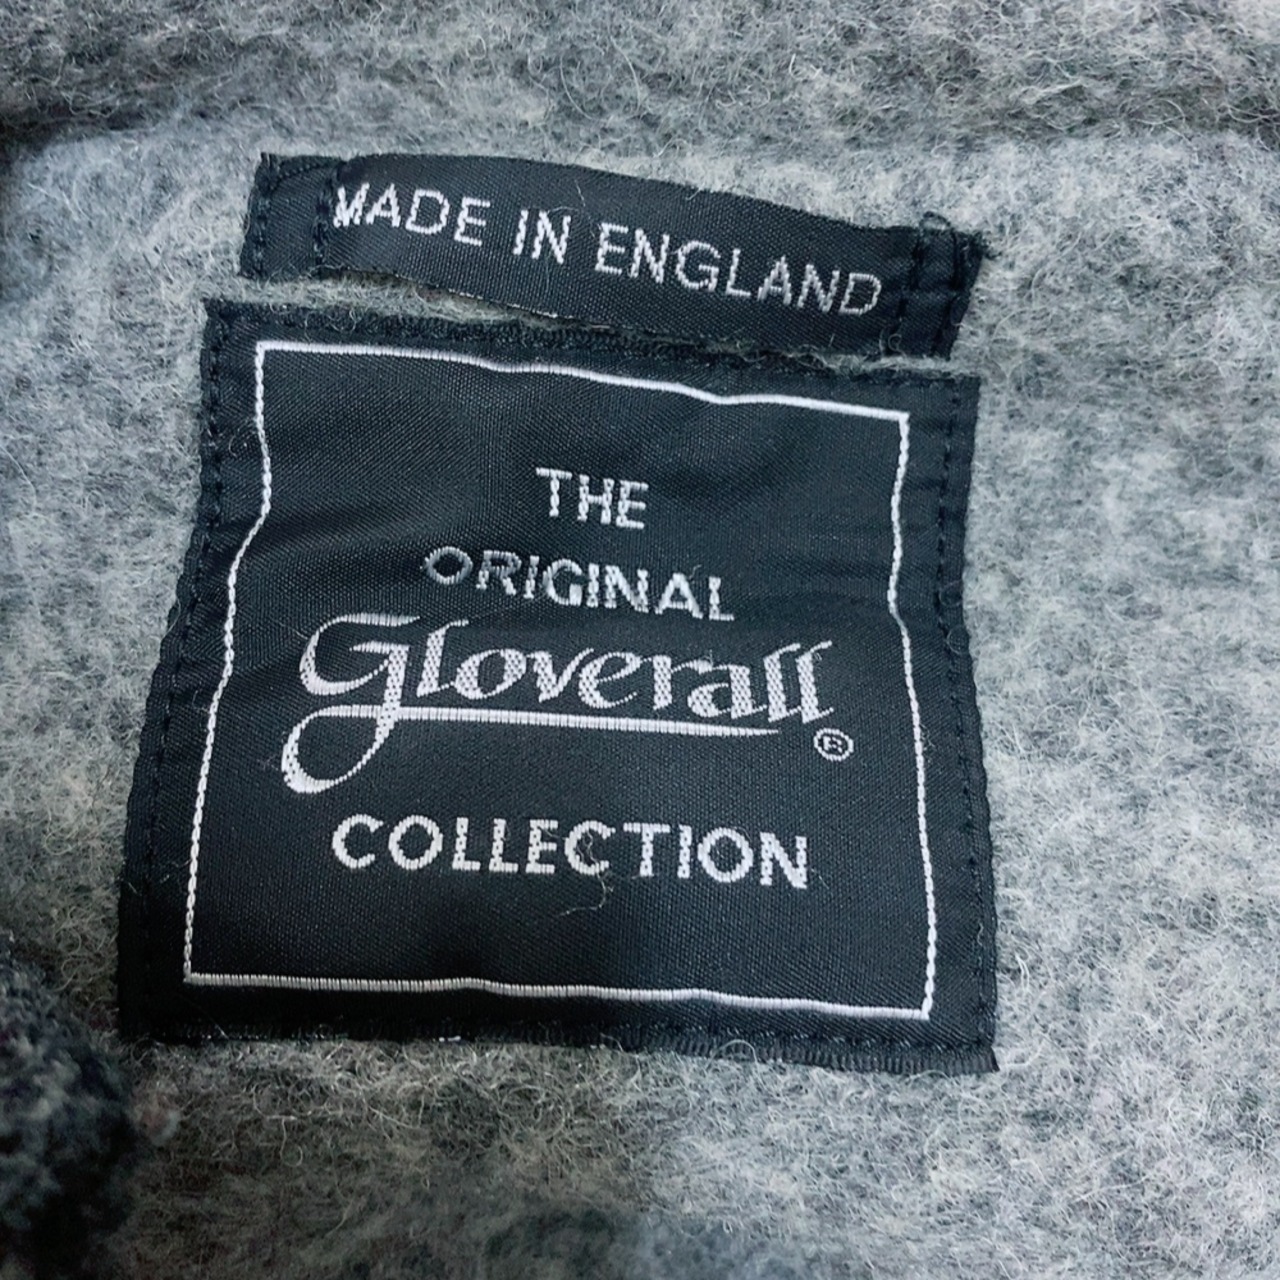 MADE IN ENGLAND
THE
ORIGINAL
Gloverall®
COLLECTION